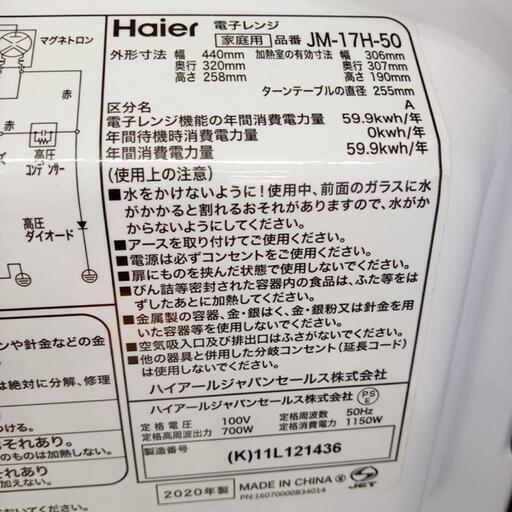 マグネトロン
赤
赤
高圧
コンデンサー
高圧
ダイオード
Haier 電子レンジ
家庭用 品番 JM-17H-50
外形寸法 幅 440mm 加熱室の有効寸法 幅 306mm
奥行 320mm 奥行 307mm
高さ 258mm 高さ 190mm
ターンテーブルの直径 255mm
区分名 A
電子レンジ機能の年間消費電力量 59.9kwh/年
年間待機時消費電力量 0kwh/年
年間消費電力量 59.9kwh/年
(使用上の注意)
■水をかけないように！使用中、前面のガラスに水
がかかると割れるおそれがありますので、水がか
からないようにしてください。
■アースを取り付けてご使用ください。
■電源は必ずコンセントをご使用ください。
■扉にものを挟んだ状態で使用しないでください。
■びん詰等密封された容器内の食品は、ふた等をは
ずしたあとに加熱してください。
■金属製の容器、金・銀はく、金・銀粉又は針金を用
いた容器等を使用しないでください。
■空気吸入口及び排出口はふさがないでください。
■他の器具と併用した分岐コンセント（延長コード）
は使用しないでください。
ハイアールジャパンセールス株式会社
ハイアールジャパンセールス株式会社
PS
E
定格電圧 100V 定格周波数 50Hz
定格高周波出力 700W 定格消費電力 1150W
製造番号 (K)11L121436
2020年製 MADE IN CHINA ⑧ JET
PN:16070000B34014
ンや針金などの金
は絶対に分解、修理
つける。
それあり。
加熱しない。
それあり
ておいてください。